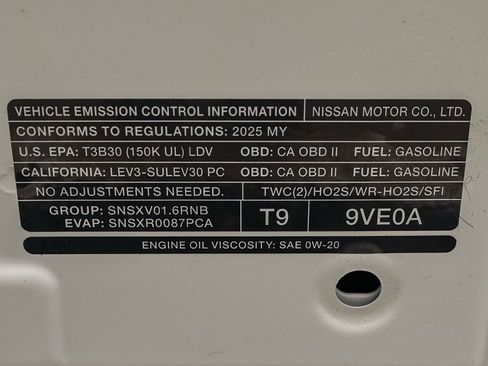 VEHICLE EMISSION CONTROL INFORMATION NISSAN MOTOR CO., LTD.
CONFORMS TO REGULATIONS: 2025 MY
U.S. EPA: T3B30 (150K UL) LDV OBD: CA OBD II FUEL: GASOLINE
CALIFORNIA: LEV3-SULEV30 PC OBD: CA OBD II FUEL: GASOLINE
NO ADJUSTMENTS NEEDED. TWC(2)/HO2S/WR-HO2S/SFI
GROUP: SNSXV01.6RNB
EVAP: SNSXR0087PCA
T9 9VE0A
ENGINE OIL VISCOSITY: SAE 0W-20